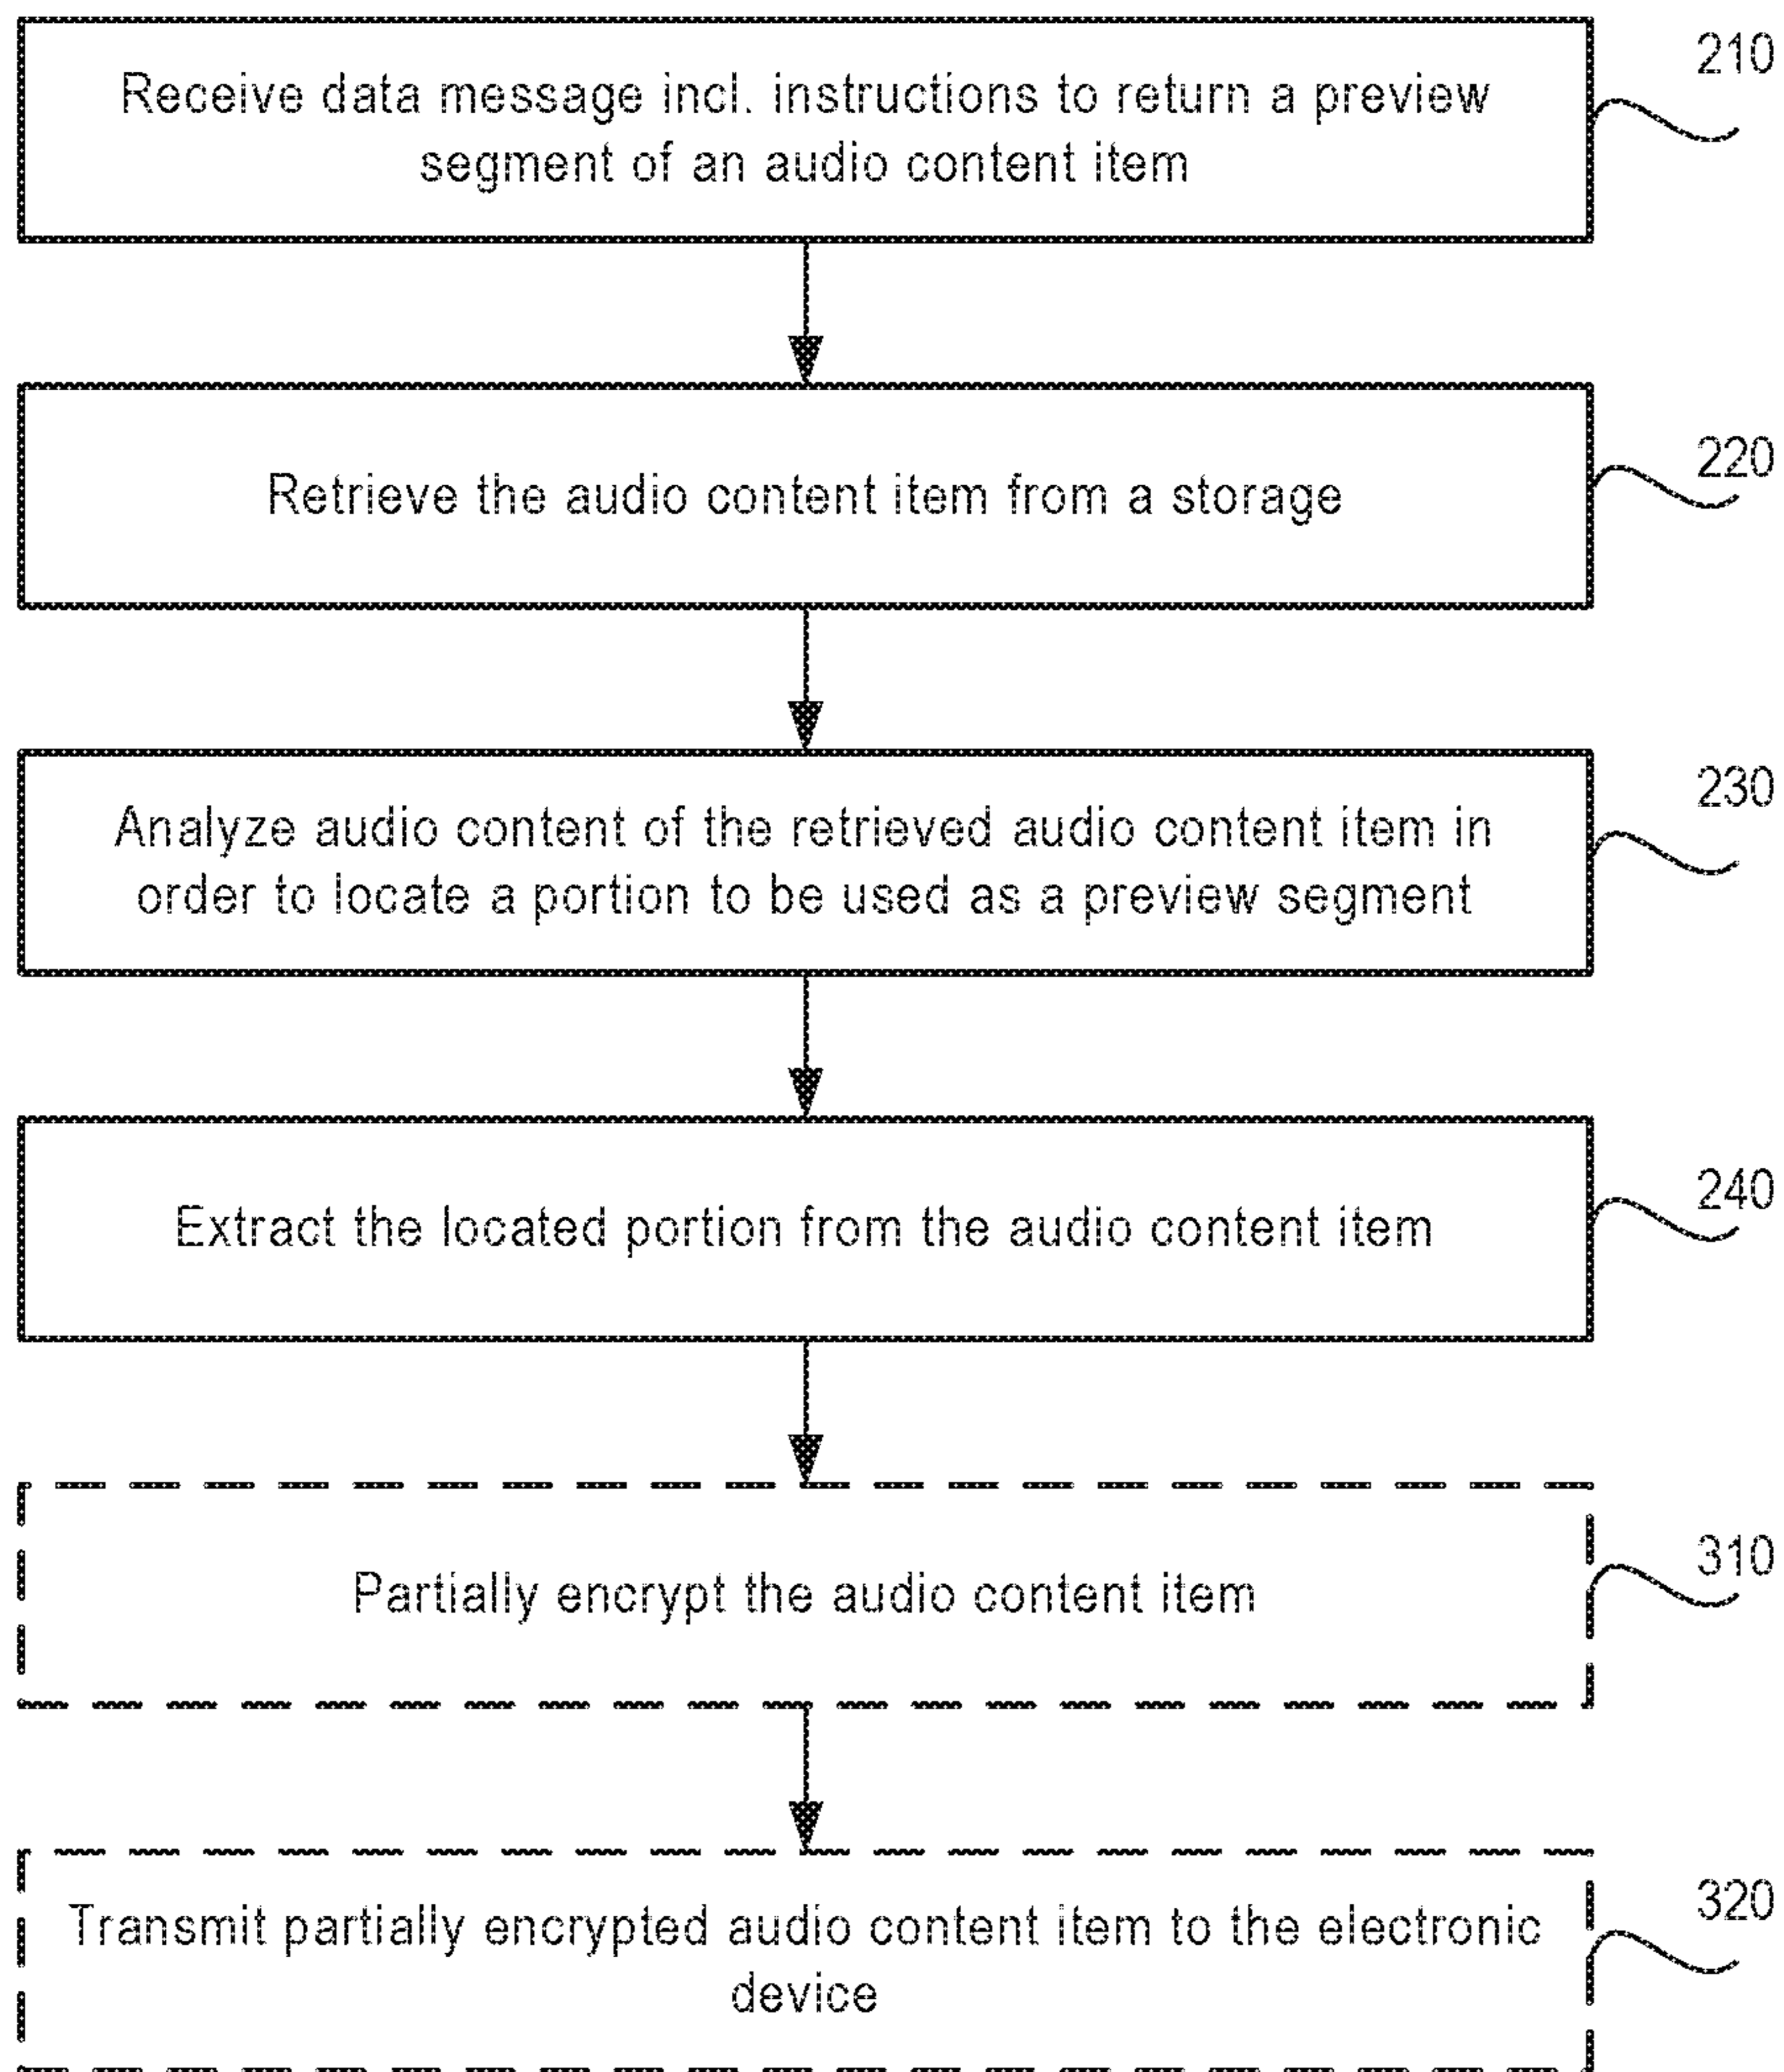 210
Receive data message incl. instructions to return a preview
segment of an audio content item
220
Retrieve the audio content item from a storage
230
Analyze audio content of the retrieved audio content item in
order to locate a portion to be used as a preview segment
240
Extract the located portion from the audio content item
310
Partially encrypt the audio content item
320
Transmit partially encrypted audio content item to the electronic
device